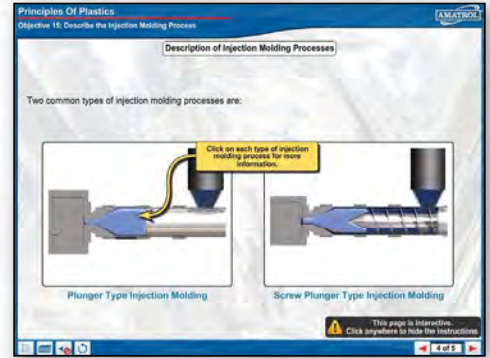 Principles Of Plastics
AMATROL
Objective 15: Describe the Injection Molding Process
Description of Injection Molding Processes
Two common types of injection molding processes are:
Click on each type of injection
molding process for more
information.
Plunger Type Injection Molding
Screw Plunger Type Injection Molding
This page is interactive.
Click anywhere to hide the instructions
4 of 5